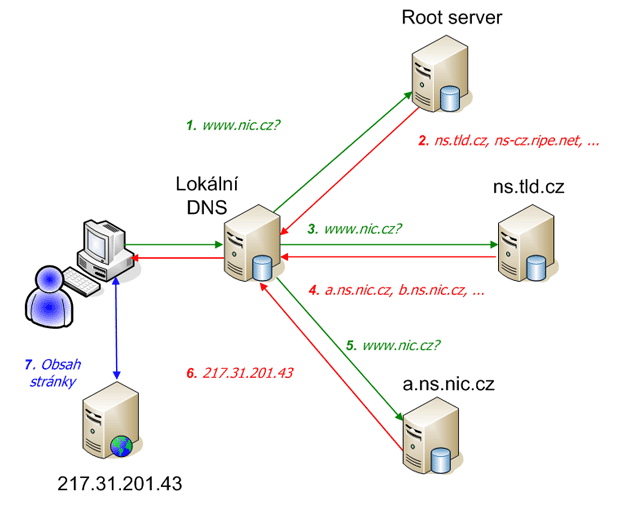 Root server
1. www.nic.cz?
2. ns.tld.cz, ns-cz.ripe.net, ...
Lokální
DNS
ns.tld.cz
3. www.nic.cz?
4. a.ns.nic.cz, b.ns.nic.cz, ...
5. www.nic.cz?
7. Obsah
stránky
6. 217.31.201.43
a.ns.nic.cz
217.31.201.43